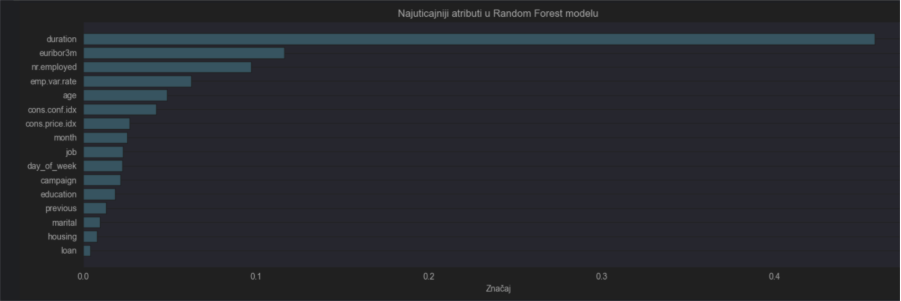 Najuticajniji atributi u Random Forest modelu
duration
euribor3m
nr.employed
emp.var.rate
age
cons.conf.idx
cons.price.idx
month
job
day_of_week
campaign
education
previous
marital
housing
loan
0.0 0.1 0.2 0.3 0.4
Značaj